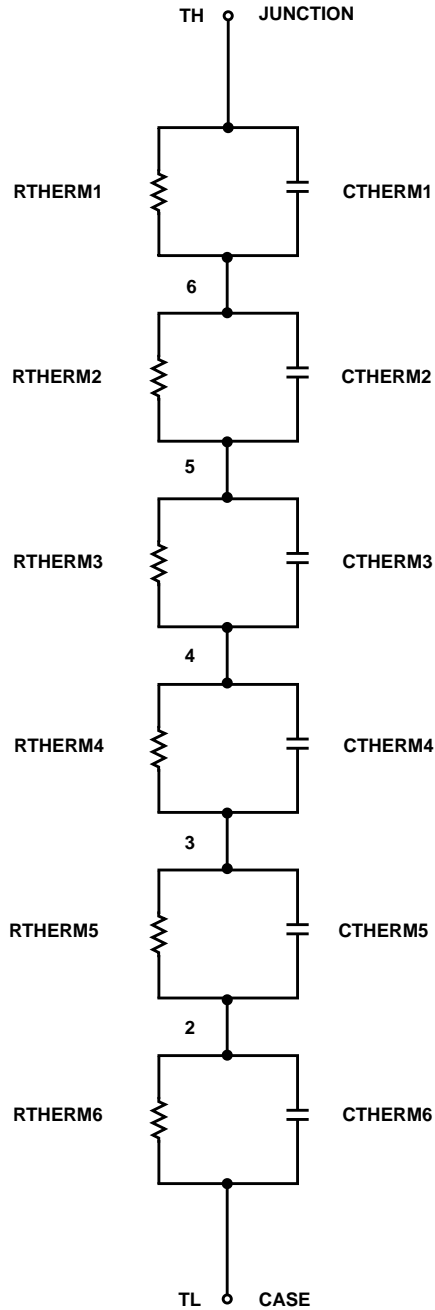 TH JUNCTION
RTHERM1 CTHERM1
6
RTHERM2 CTHERM2
5
RTHERM3 CTHERM3
4
RTHERM4 CTHERM4
3
RTHERM5 CTHERM5
2
RTHERM6 CTHERM6
TL CASE